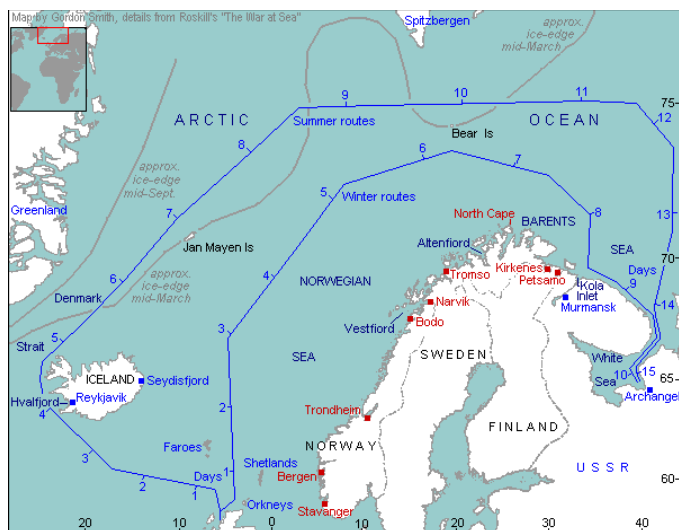 Map by Gordon Smith, details from Roskill's "The War at Sea"
Spitzbergen
approx.
ice-edge
mid-March
9
10
11
75
ARCTIC
Summer routes
OCEAN
12
Bear Is
8
6
7
approx.
ice-edge
mid-Sept.
5
Winter routes
Greenland
7
North Cape
BARENTS
8
13
Jan Mayen Is
Altenfiord
SEA
70
approx.
ice-edge
mid-March
6
4
NORWEGIAN
Tromso
Kirkenes
Petsamo
Days
9
Kola
Inlet
Denmark
Narvik
Murmansk
14
Vestfiord
Bodo
5
3
Strait
SEA
SWEDEN
White
Sea
10
15
65
ICELAND
Seydisfjord
Archangel
Hvalfjord
Reykjavik
4
2
Trondheim
FINLAND
Faroes
NORWAY
3
Shetlands
USSR
Days
1
Bergen
60
2
1
Orkneys
Stavanger
20
10
0
10
20
30
40